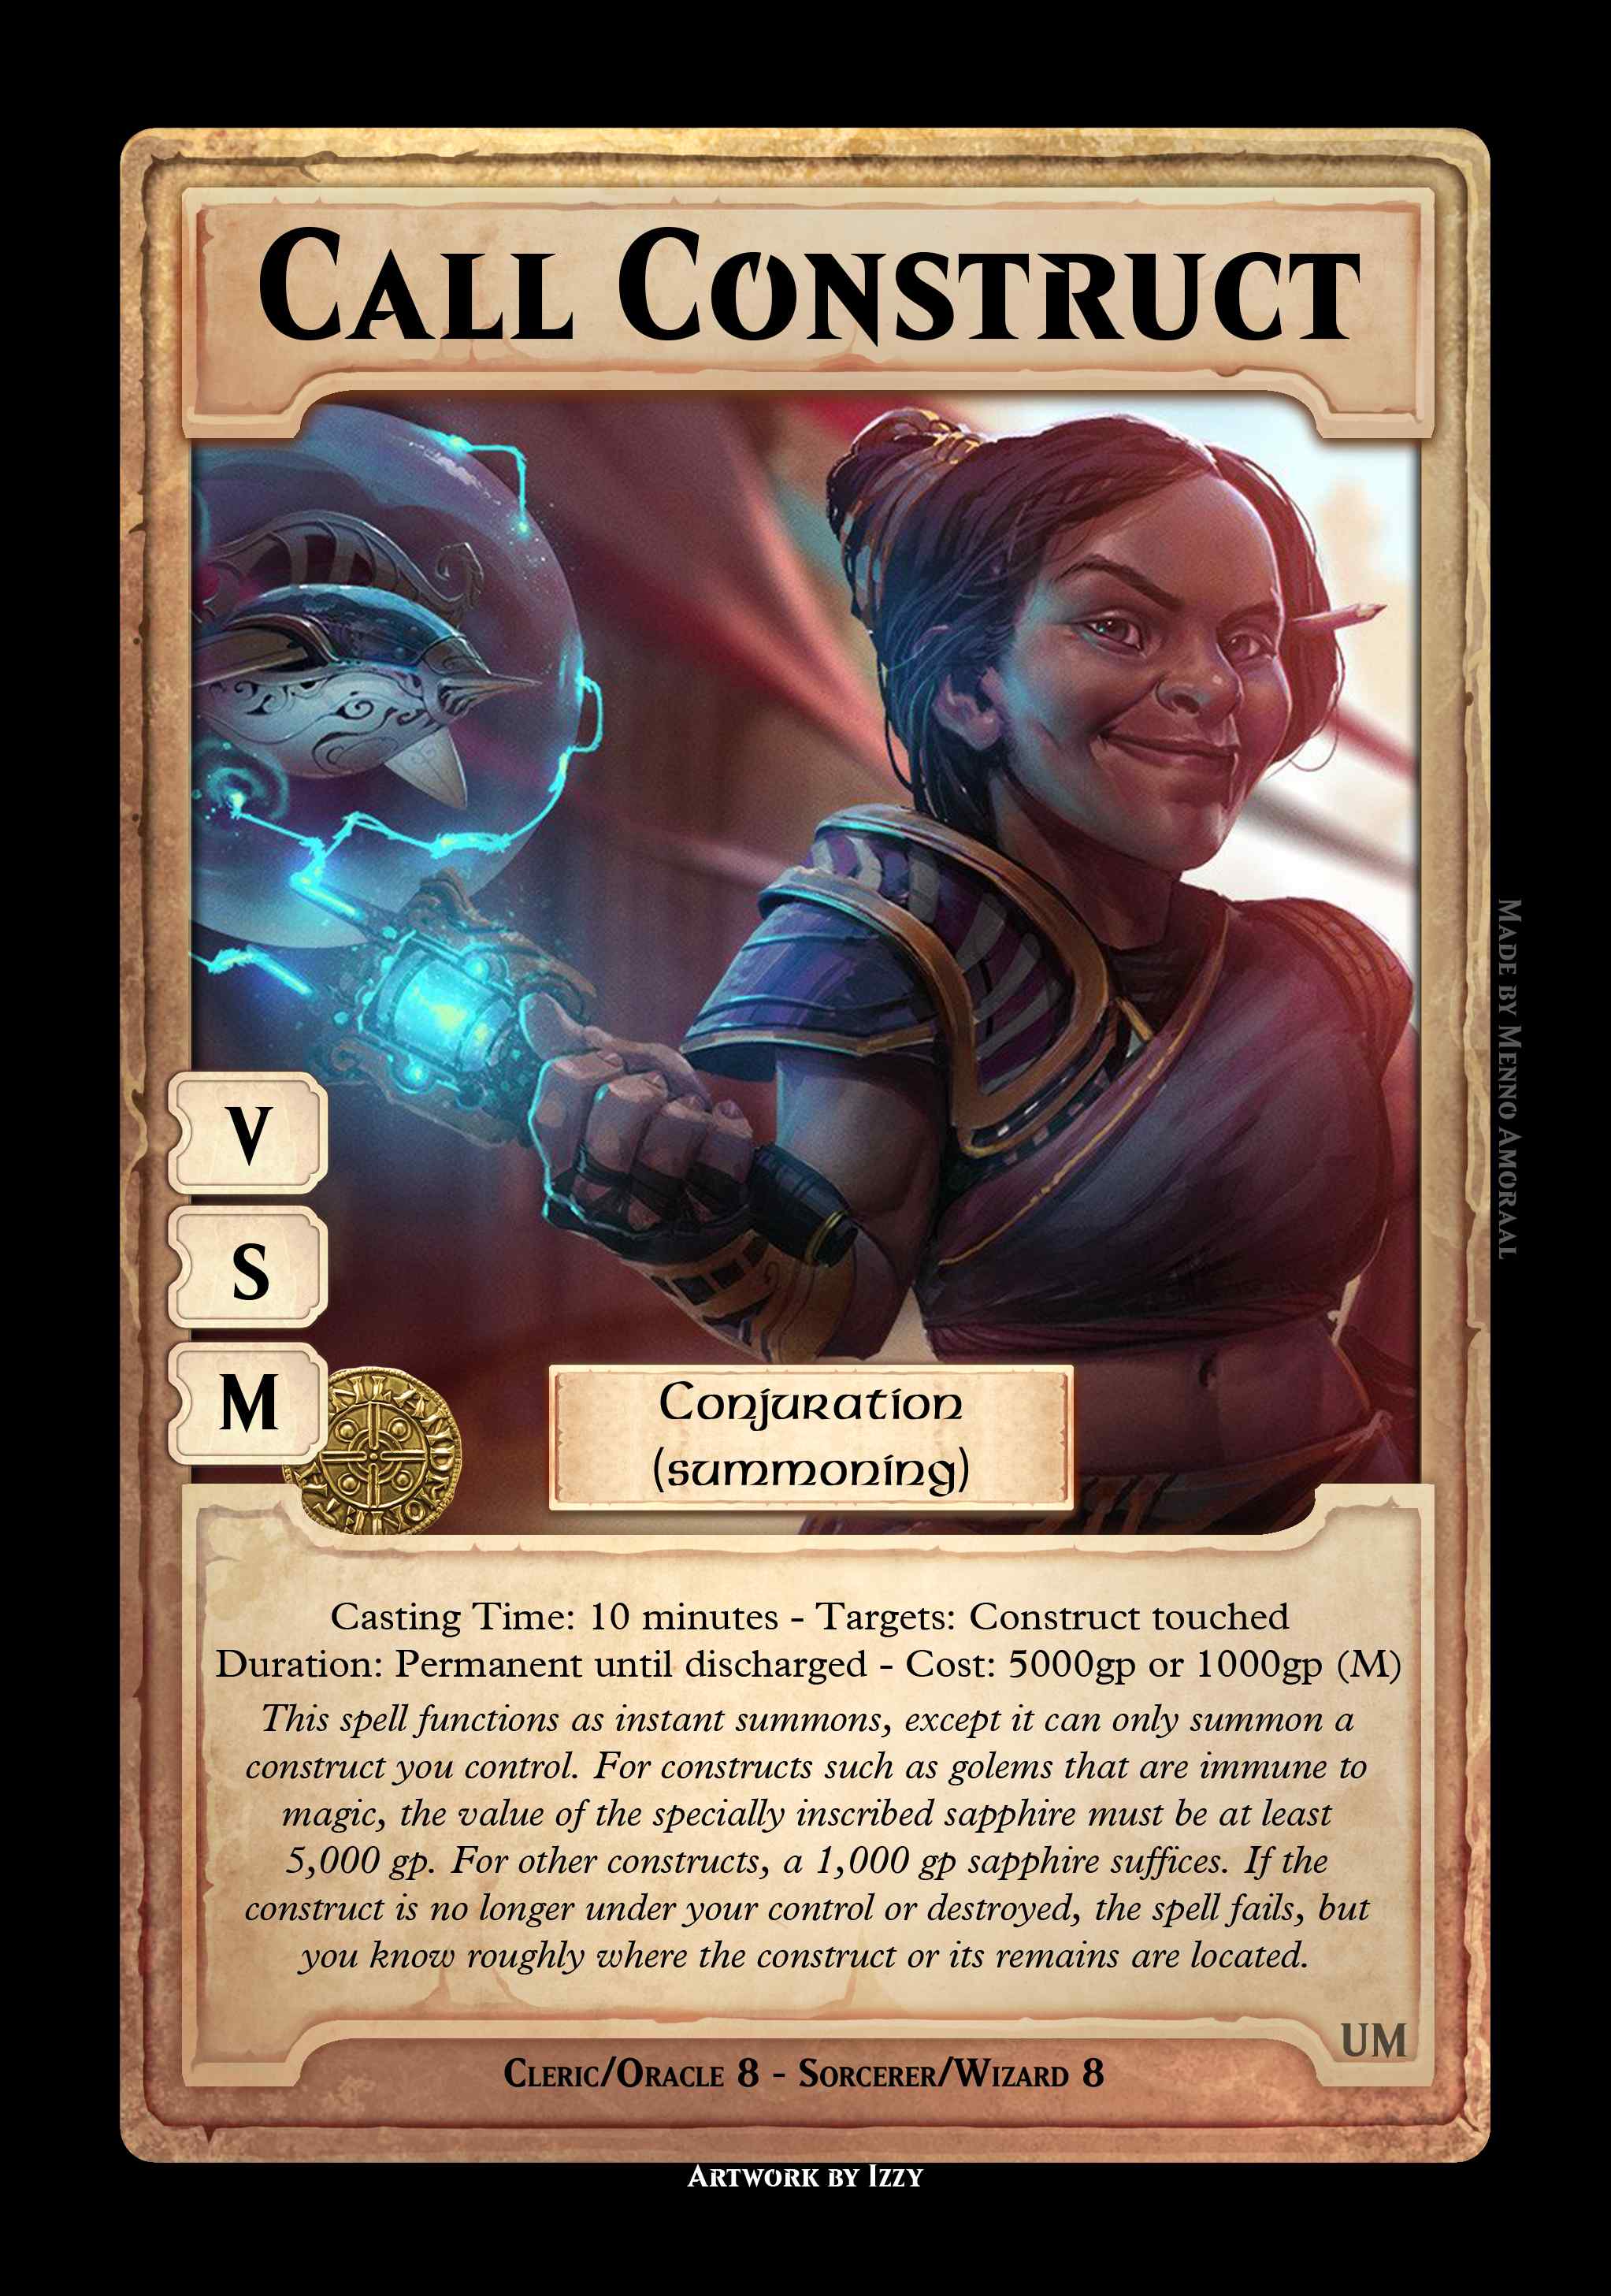 Call Construct
V
S
M
Conjuration
(summoning)
Casting Time: 10 minutes - Targets: Construct touched
Duration: Permanent until discharged - Cost: 5000gp or 1000gp (M)
This spell functions as instant summons, except it can only summon a
construct you control. For constructs such as golems that are immune to
magic, the value of the specially inscribed sapphire must be at least
5,000 gp. For other constructs, a 1,000 gp sapphire suffices. If the
construct is no longer under your control or destroyed, the spell fails, but
you know roughly where the construct or its remains are located.
UM
Cleric/Oracle 8 - Sorcerer/Wizard 8
Artwork by Izzy
Made by Menno Amoraal